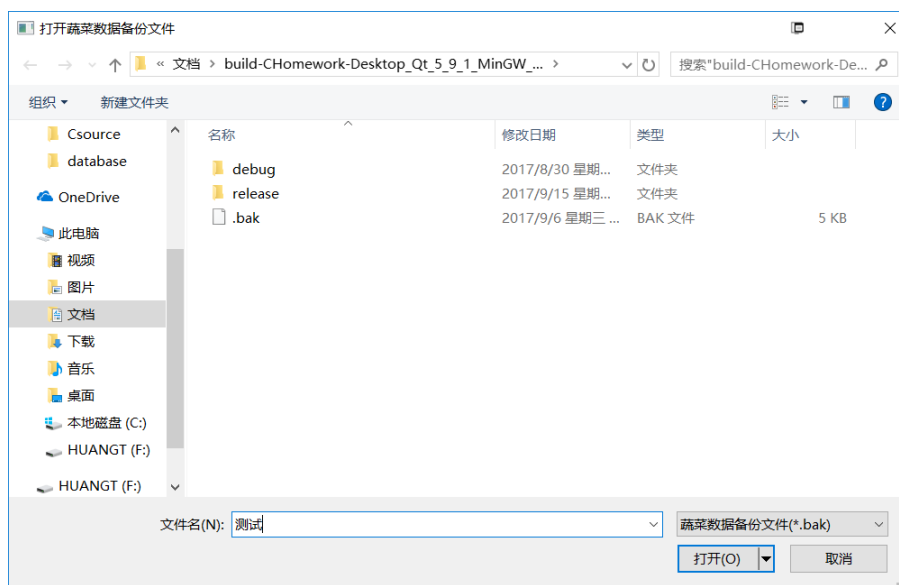 打开蔬菜数据备份文件
« 文档 › build-CHomework-Desktop_Qt_5_9_1_MinGW_... ›
搜索"build-CHomework-De...
组织 新建文件夹
?
名称 修改日期 类型 大小
Csource
database
OneDrive
此电脑
视频
图片
文档
下载
音乐
桌面
本地磁盘 (C:)
HUANGT (F:)
HUANGT (F:)
debug 2017/8/30 星期... 文件夹
release 2017/9/15 星期... 文件夹
.bak 2017/9/6 星期三 ... BAK 文件 5 KB
文件名(N): 测试
蔬菜数据备份文件(*.bak)
打开(O) 取消